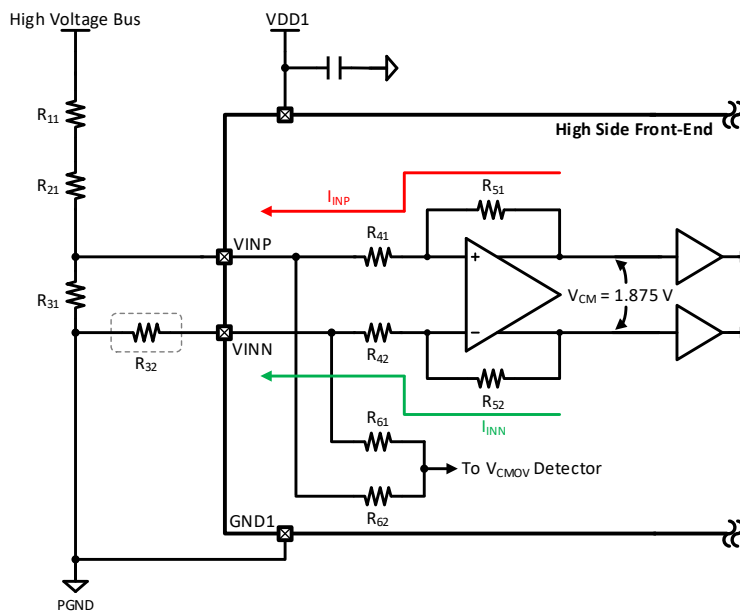 High Voltage Bus
VDD1
R11
High Side Front-End
R21
IINP
R51
VINP
R41
+
R31
VCM = 1.875 V
VINN
−
R32
R42
R52
IINN
R61
To VCMOV Detector
R62
GND1
PGND